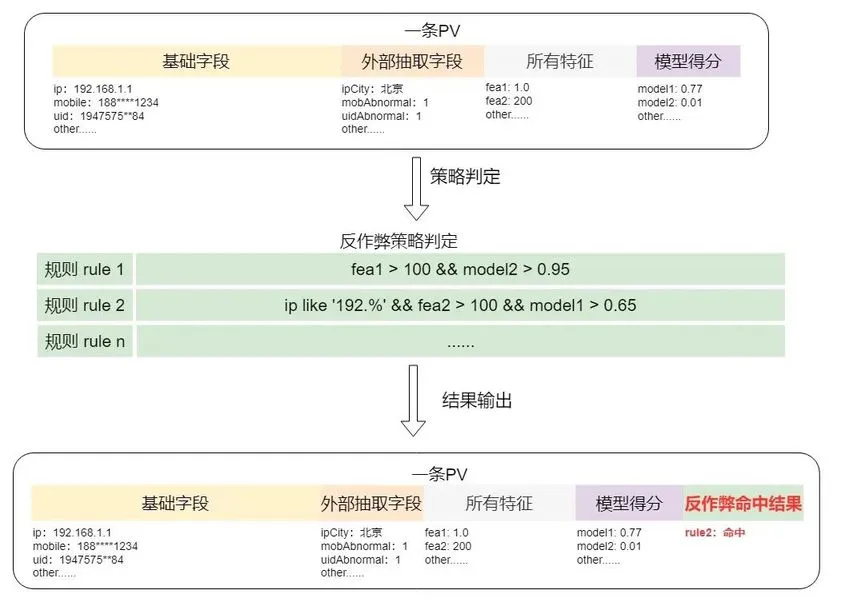 一条PV
基础字段 外部抽取字段 所有特征 模型得分
ip：192.168.1.1 ipCity：北京 fea1: 1.0 model1: 0.77
mobile：188****1234 mobAbnormal：1 fea2: 200 model2: 0.01
uid：1947575**84 uidAbnormal：1 other...... other......
other...... other......
策略判定
反作弊策略判定
规则 rule 1 fea1 > 100 && model2 > 0.95
规则 rule 2 ip like '192.%' && fea2 > 100 && model1 > 0.65
规则 rule n ......
结果输出
一条PV
基础字段 外部抽取字段 所有特征 模型得分 反作弊命中结果
ip：192.168.1.1 ipCity：北京 fea1: 1.0 model1: 0.77 rule2：命中
mobile：188****1234 mobAbnormal：1 fea2: 200 model2: 0.01
uid：1947575**84 uidAbnormal：1 other...... other......
other...... other......